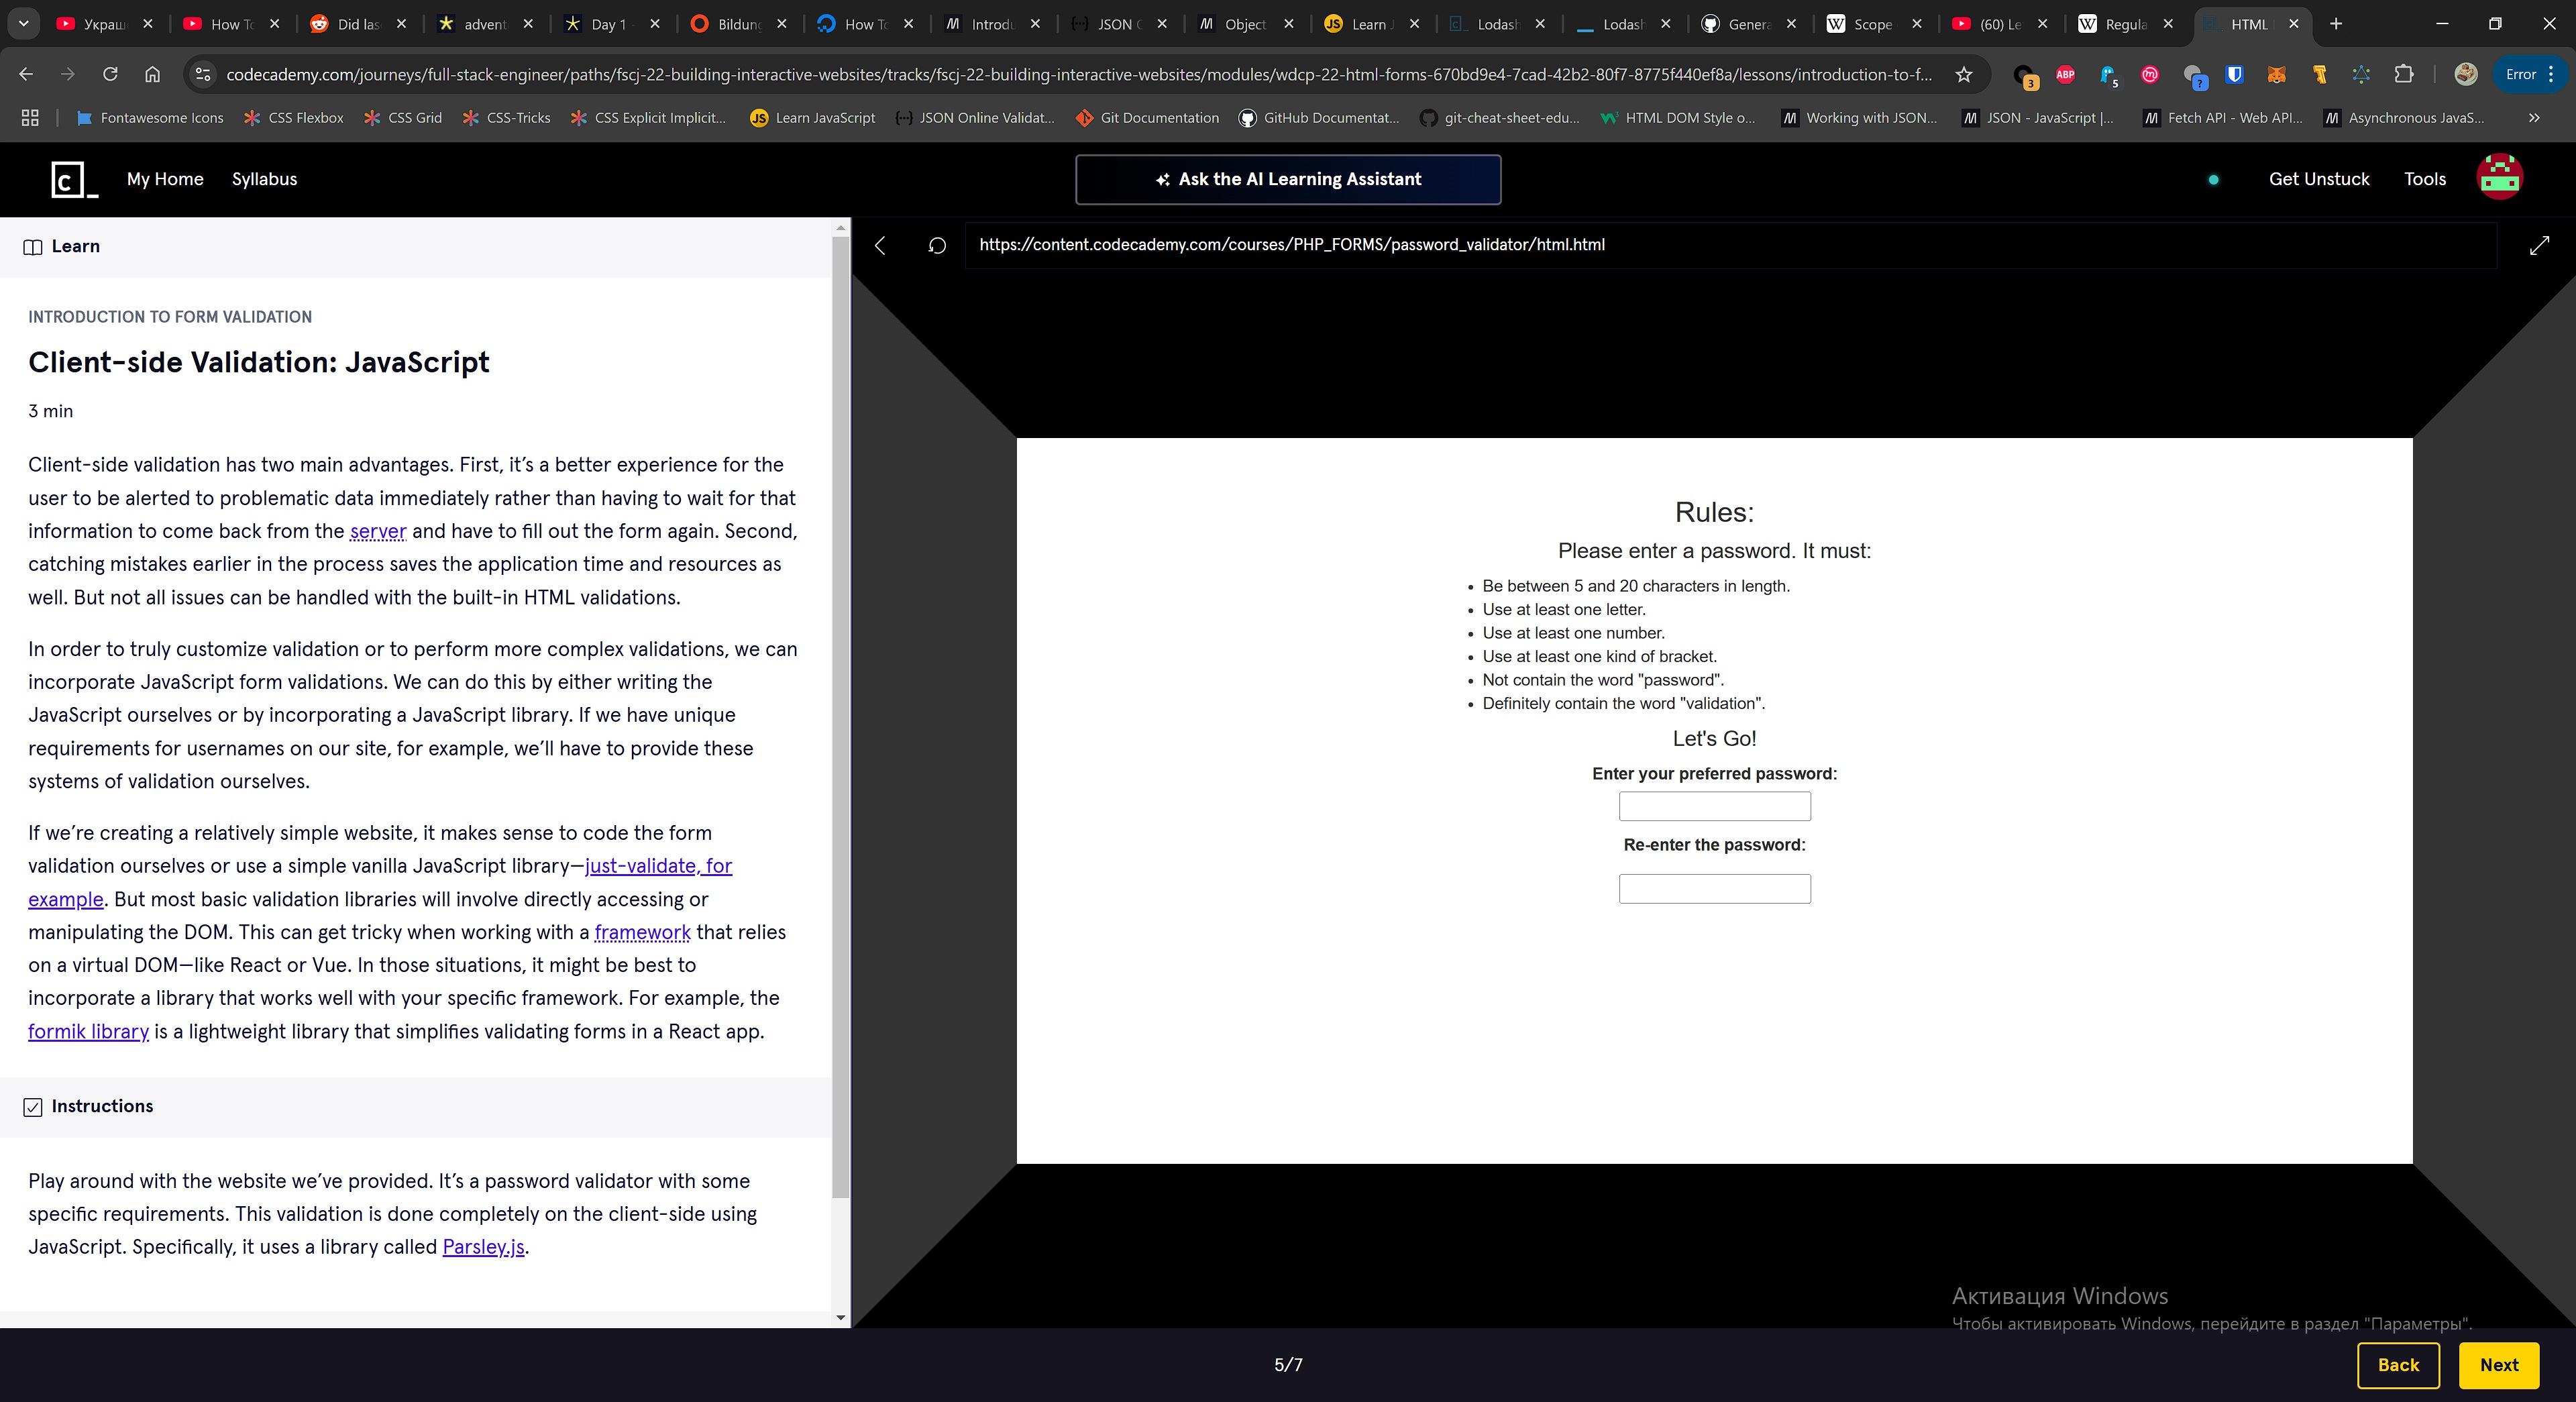 Украш
How To
Did las
advent
Day 1 -
Bildung
How To
Introdu
JSON
Object
Learn J
Lodash
Lodash
Genera
Scope
(60) Le
Regula
HTML
codecademy.com/journeys/full-stack-engineer/paths/fscj-22-building-interactive-websites/tracks/fscj-22-building-interactive-websites/modules/wdcp-22-html-forms-670bd9e4-7cad-42b2-80f7-8775f440ef8a/lessons/introduction-to-f...
3
ABP
5
?
Error
Fontawesome Icons
CSS Flexbox
CSS Grid
CSS-Tricks
CSS Explicit Implicit...
JS Learn JavaScript
JSON Online Validat...
Git Documentation
GitHub Documentat...
git-cheat-sheet-edu...
HTML DOM Style o...
Working with JSON...
JSON - JavaScript |...
Fetch API - Web API...
Asynchronous JavaS...
c
My Home
Syllabus
Ask the AI Learning Assistant
Get Unstuck
Tools
Learn
https://content.codecademy.com/courses/PHP_FORMS/password_validator/html.html
INTRODUCTION TO FORM VALIDATION
Client-side Validation: JavaScript
3 min
Client-side validation has two main advantages. First, it’s a better experience for the
user to be alerted to problematic data immediately rather than having to wait for that
information to come back from the server and have to fill out the form again. Second,
catching mistakes earlier in the process saves the application time and resources as
well. But not all issues can be handled with the built-in HTML validations.
In order to truly customize validation or to perform more complex validations, we can
incorporate JavaScript form validations. We can do this by either writing the
JavaScript ourselves or by incorporating a JavaScript library. If we have unique
requirements for usernames on our site, for example, we’ll have to provide these
systems of validation ourselves.
If we’re creating a relatively simple website, it makes sense to code the form
validation ourselves or use a simple vanilla JavaScript library—just-validate, for
example. But most basic validation libraries will involve directly accessing or
manipulating the DOM. This can get tricky when working with a framework that relies
on a virtual DOM—like React or Vue. In those situations, it might be best to
incorporate a library that works well with your specific framework. For example, the
formik library is a lightweight library that simplifies validating forms in a React app.
Instructions
Play around with the website we’ve provided. It’s a password validator with some
specific requirements. This validation is done completely on the client-side using
JavaScript. Specifically, it uses a library called Parsley.js.
Rules:
Please enter a password. It must:
• Be between 5 and 20 characters in length.
• Use at least one letter.
• Use at least one number.
• Use at least one kind of bracket.
• Not contain the word "password".
• Definitely contain the word "validation".
Let's Go!
Enter your preferred password:
Re-enter the password:
Активация Windows
Чтобы активировать Windows, перейдите в раздел "Параметры".
5/7
Back
Next